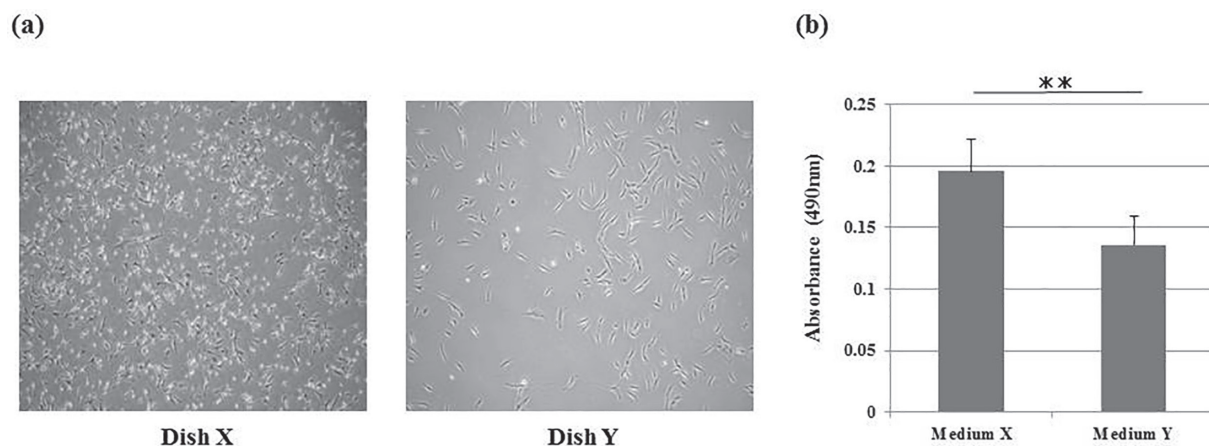 (a)
Dish X
Dish Y
(b)
**
Absorbance (490nm)
0.25
0.2
0.15
0.1
0.05
0
Medium X
Medium Y